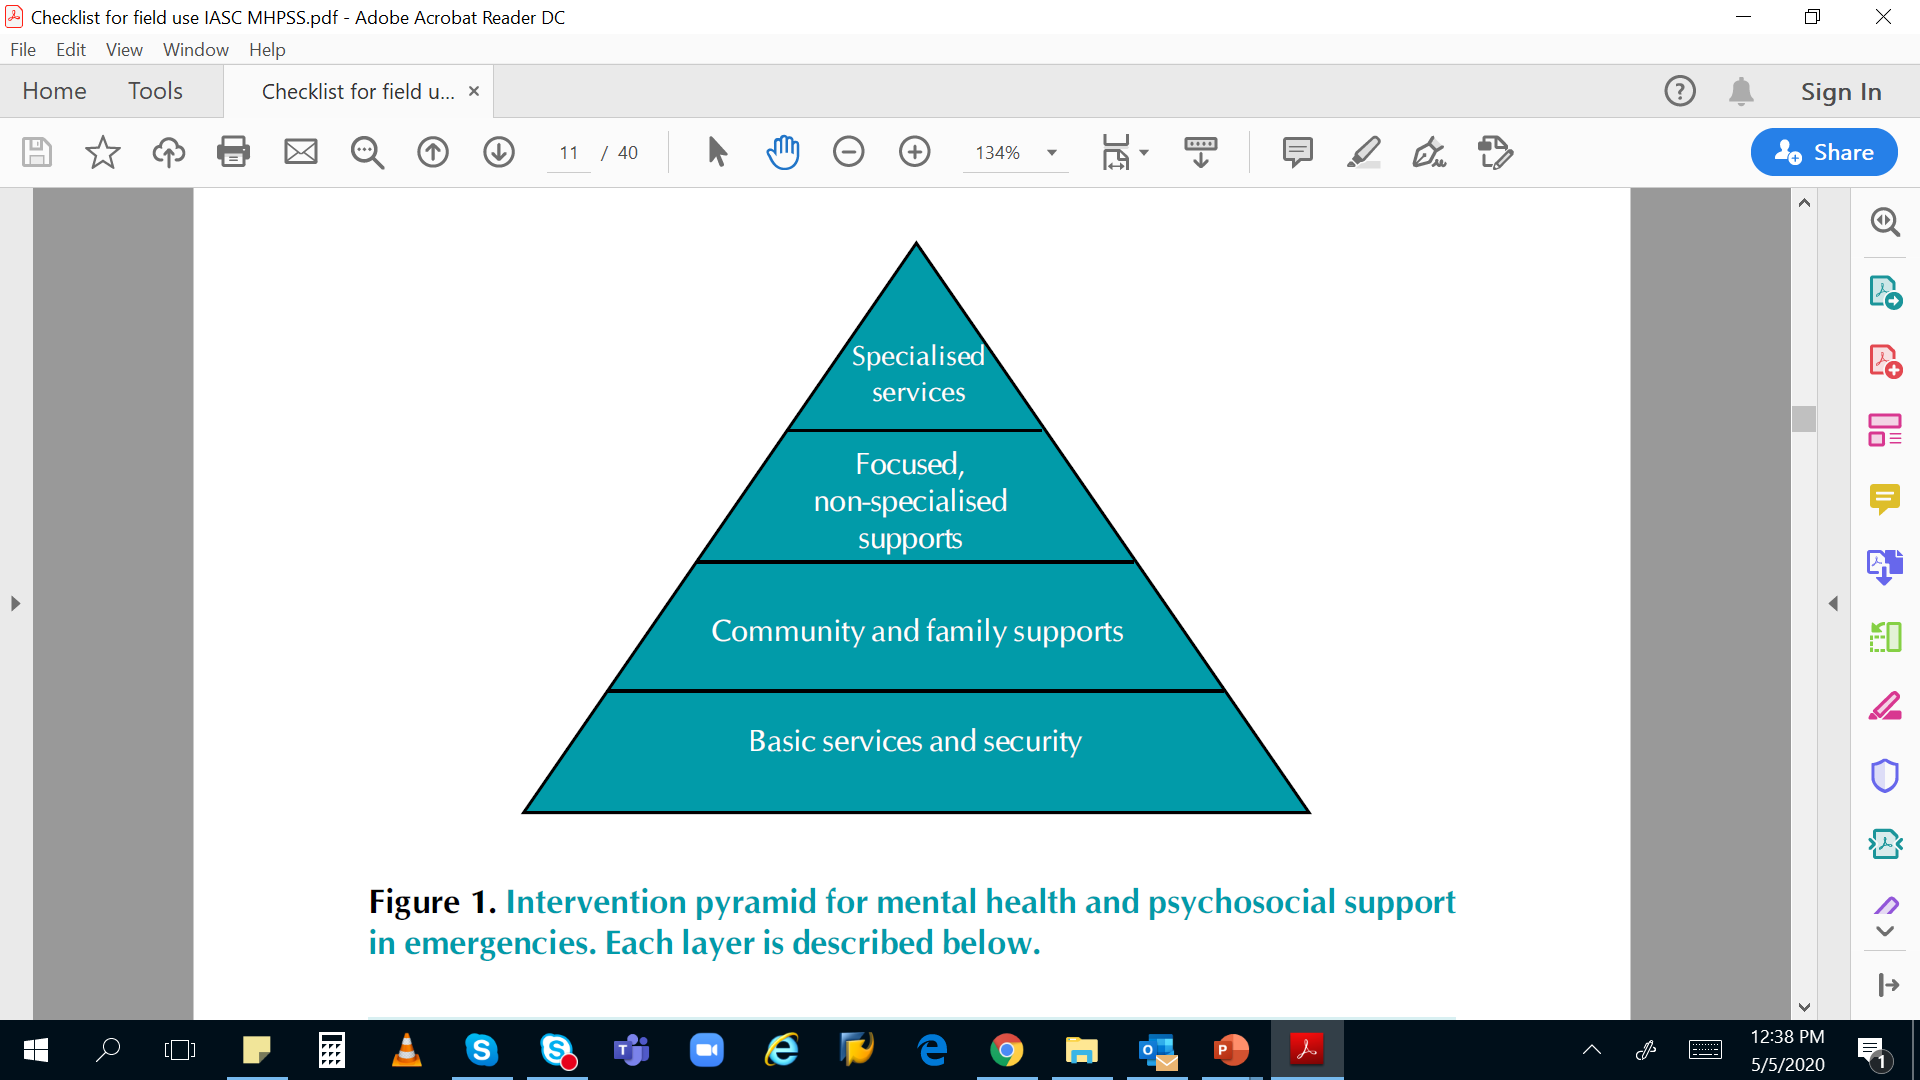 Checklist for field use IASC MHPSS.pdf - Adobe Acrobat Reader DC
File Edit View Window Help
Home Tools Checklist for field u... × Sign In
11 / 40 134% Share
Specialised
services
Focused,
non-specialised
supports
Community and family supports
Basic services and security
Figure 1. Intervention pyramid for mental health and psychosocial support
in emergencies. Each layer is described below.
12:38 PM
5/5/2020
1